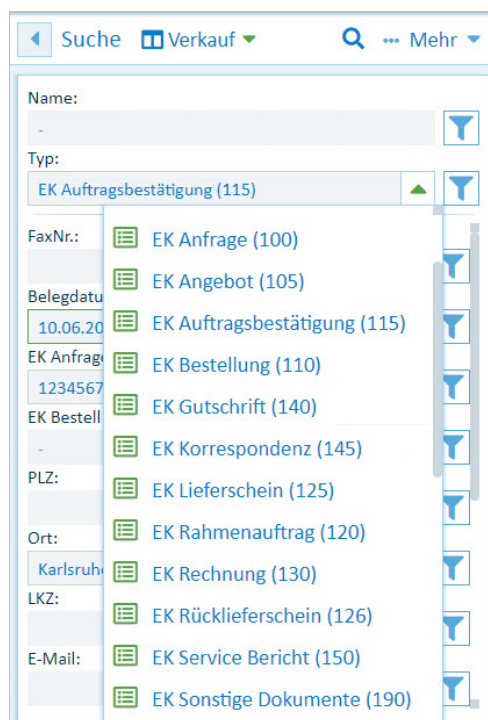 Suche Verkauf Mehr
Name:
-
Typ:
EK Auftragsbestätigung (115)
FaxNr.:
EK Anfrage (100)
EK Angebot (105)
Belegdatu
10.06.20
EK Auftragsbestätigung (115)
EK Anfrage
EK Bestellung (110)
1234567
EK Gutschrift (140)
EK Bestell
-
EK Korrespondenz (145)
PLZ:
EK Lieferschein (125)
Ort:
EK Rahmenauftrag (120)
Karlsruhe
EK Rechnung (130)
LKZ:
EK Rücklieferschein (126)
E-Mail:
EK Service Bericht (150)
EK Sonstige Dokumente (190)